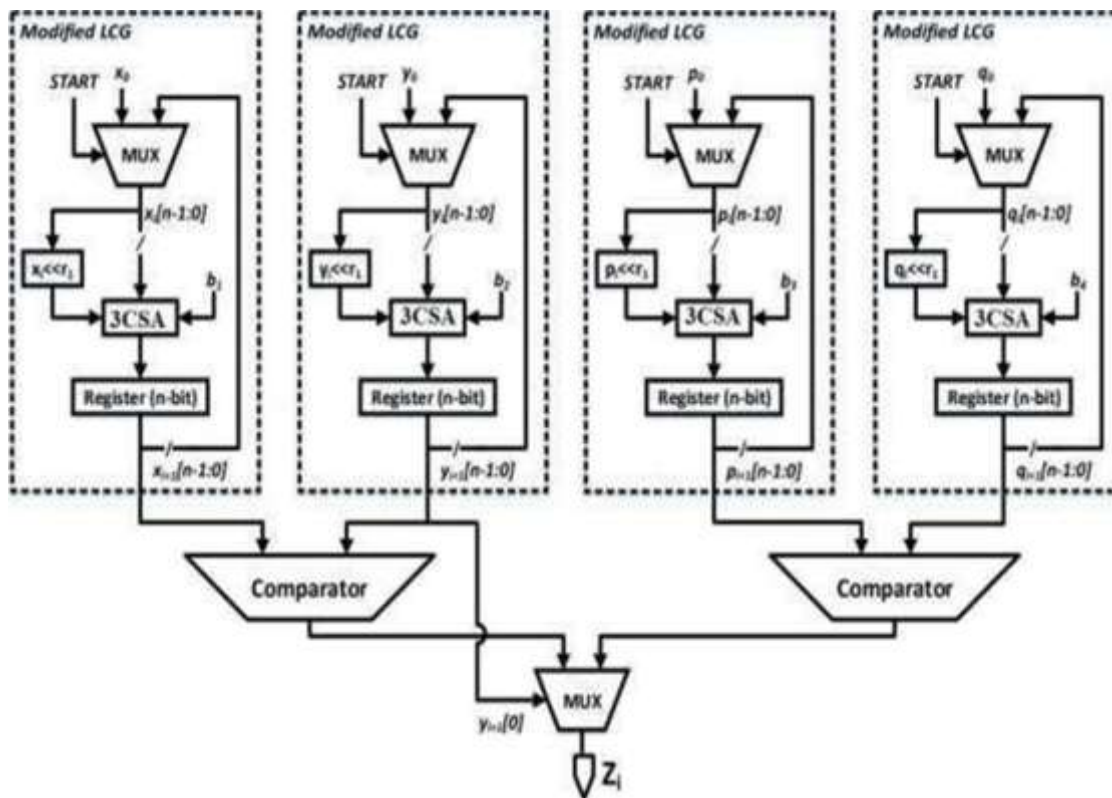 Modified LCG
START
x₀
MUX
xᵢ[n-1:0]
xᵢ<<r₁
b₁
3CSA
Register (n-bit)
xᵢ₊₁[n-1:0]
Modified LCG
START
y₀
MUX
yᵢ[n-1:0]
yᵢ<<r₁
b₂
3CSA
Register (n-bit)
yᵢ₊₁[n-1:0]
Modified LCG
START
p₀
MUX
pᵢ[n-1:0]
pᵢ<<r₁
b₃
3CSA
Register (n-bit)
pᵢ₊₁[n-1:0]
Modified LCG
START
q₀
MUX
qᵢ[n-1:0]
qᵢ<<r₁
b₄
3CSA
Register (n-bit)
qᵢ₊₁[n-1:0]
Comparator
Comparator
MUX
yᵢ₊₁[0]
Zᵢ